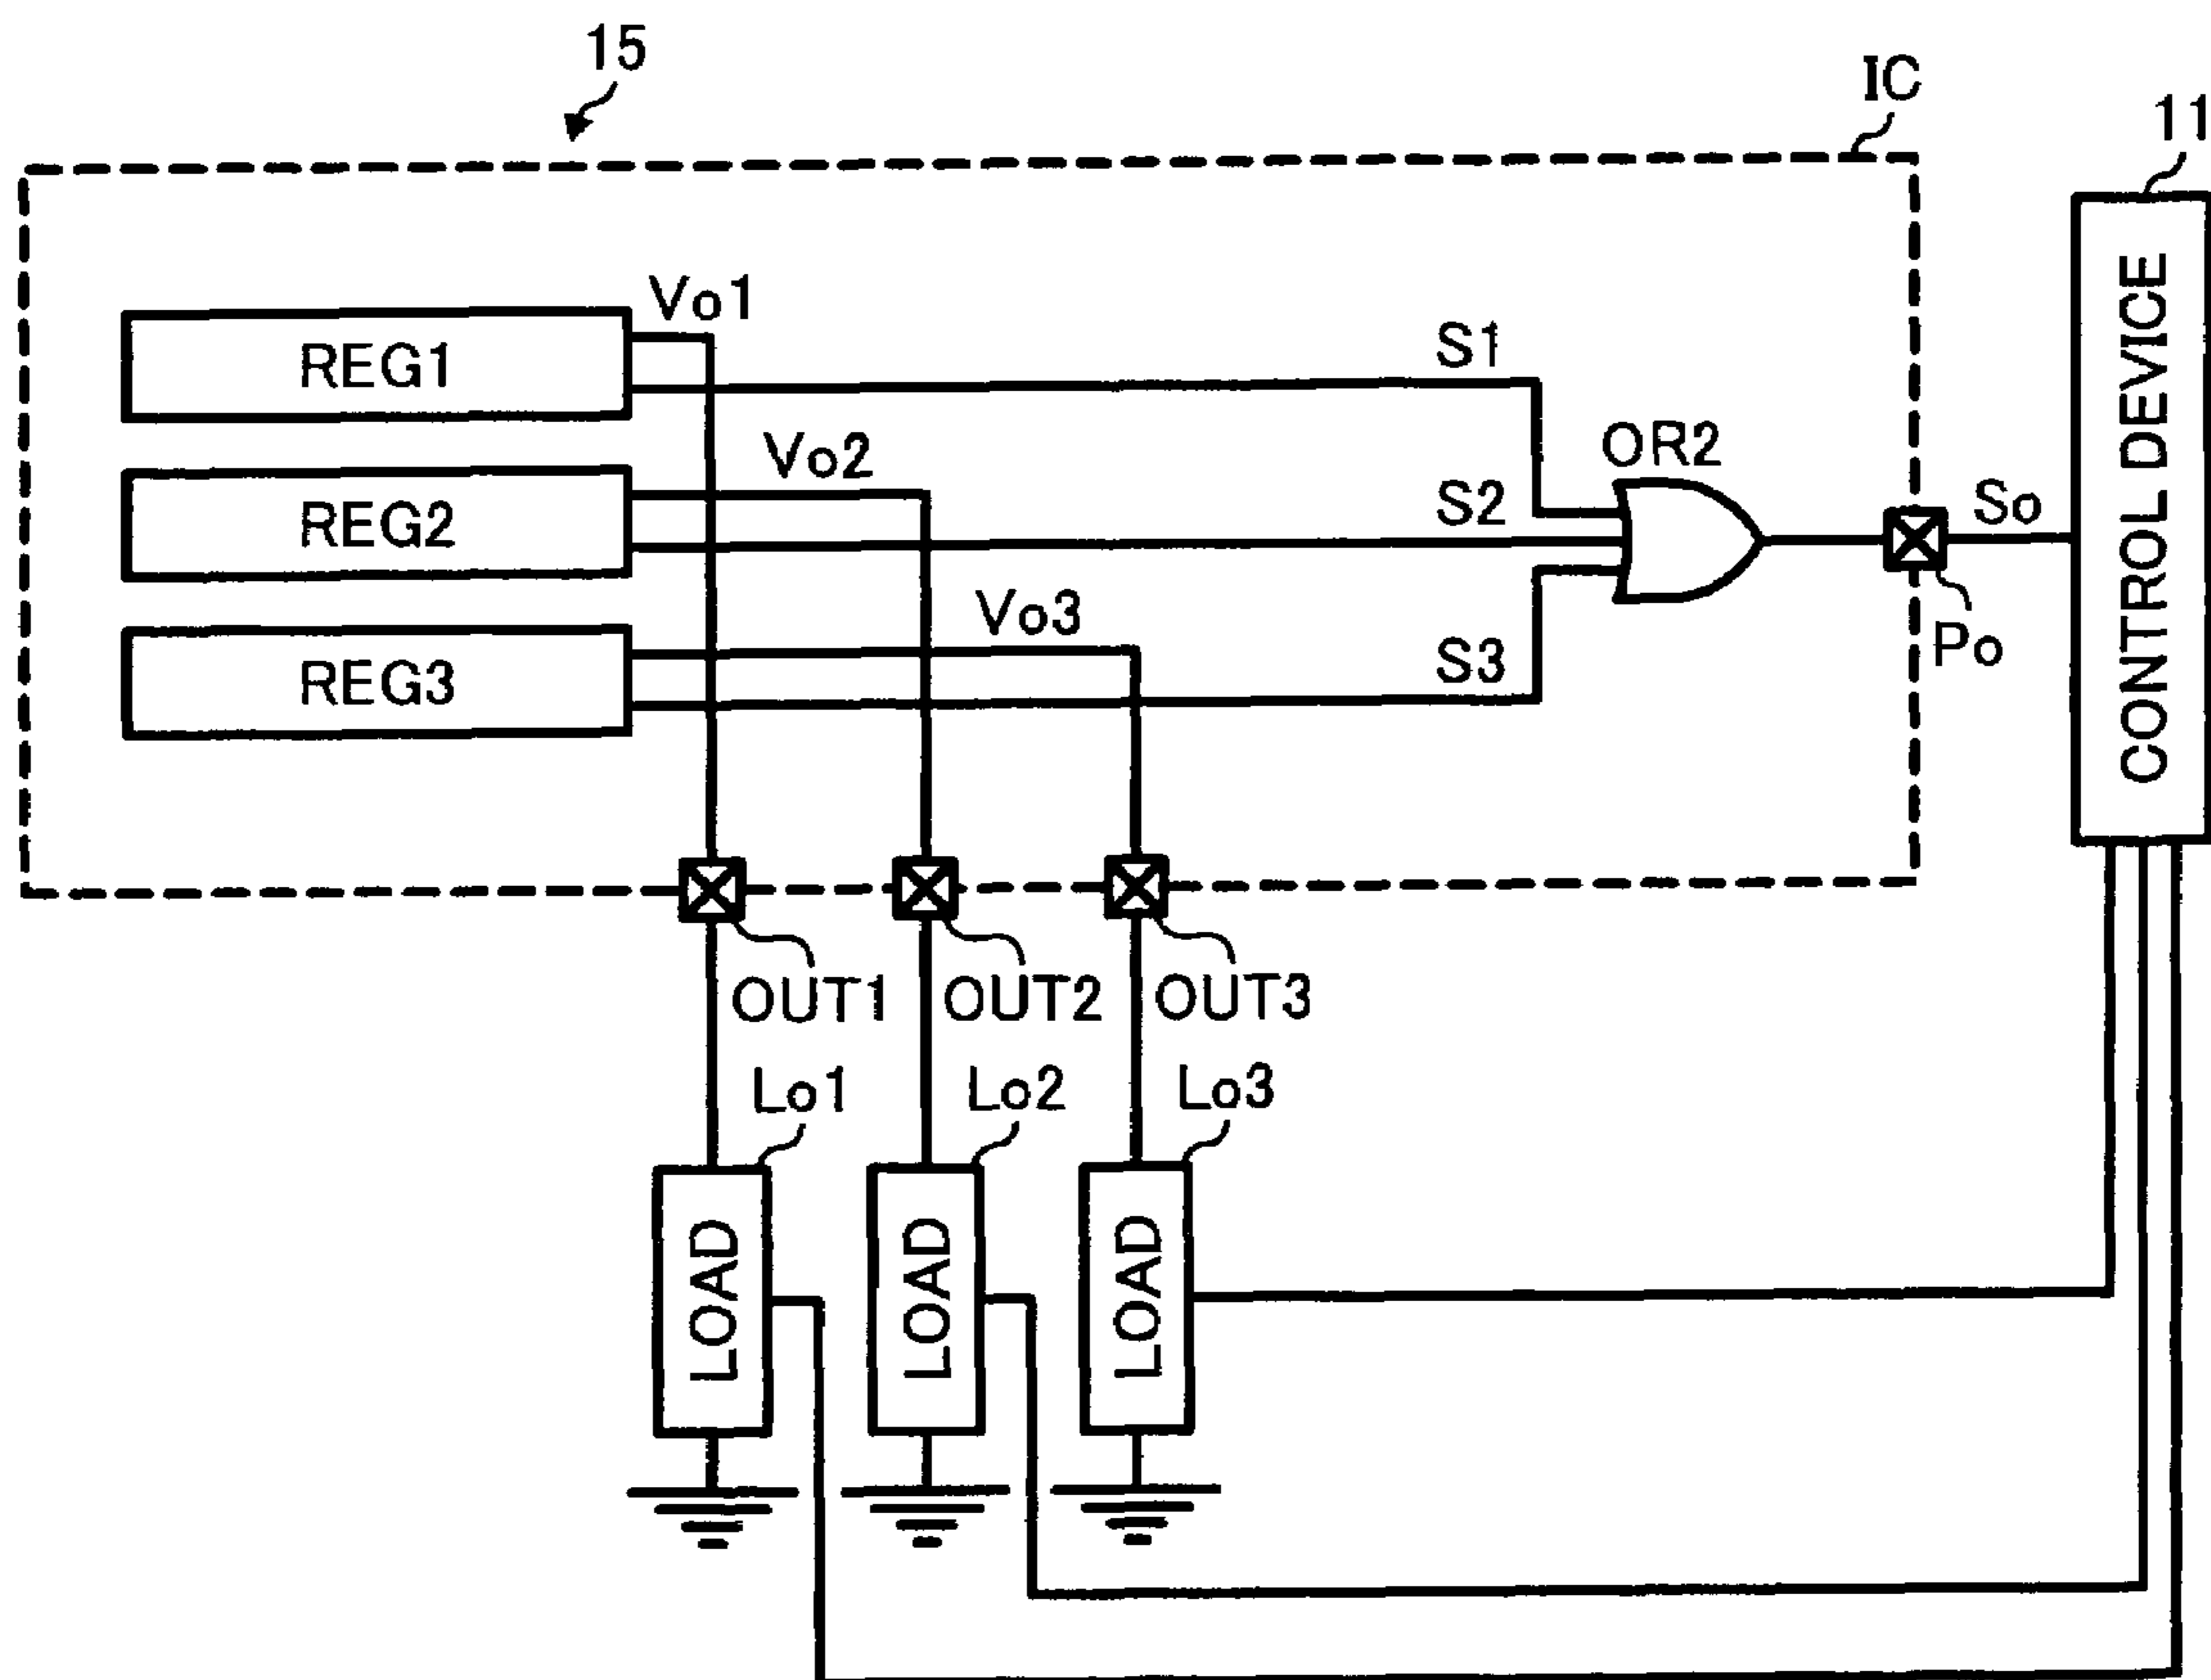 15
IC
11
Vo1
REG1
S1
Vo2
OR2
REG2
S2
So
Vo3
REG3
S3
Po
CONTROL DEVICE
OUT1
OUT2
OUT3
Lo1
Lo2
Lo3
LOAD
LOAD
LOAD